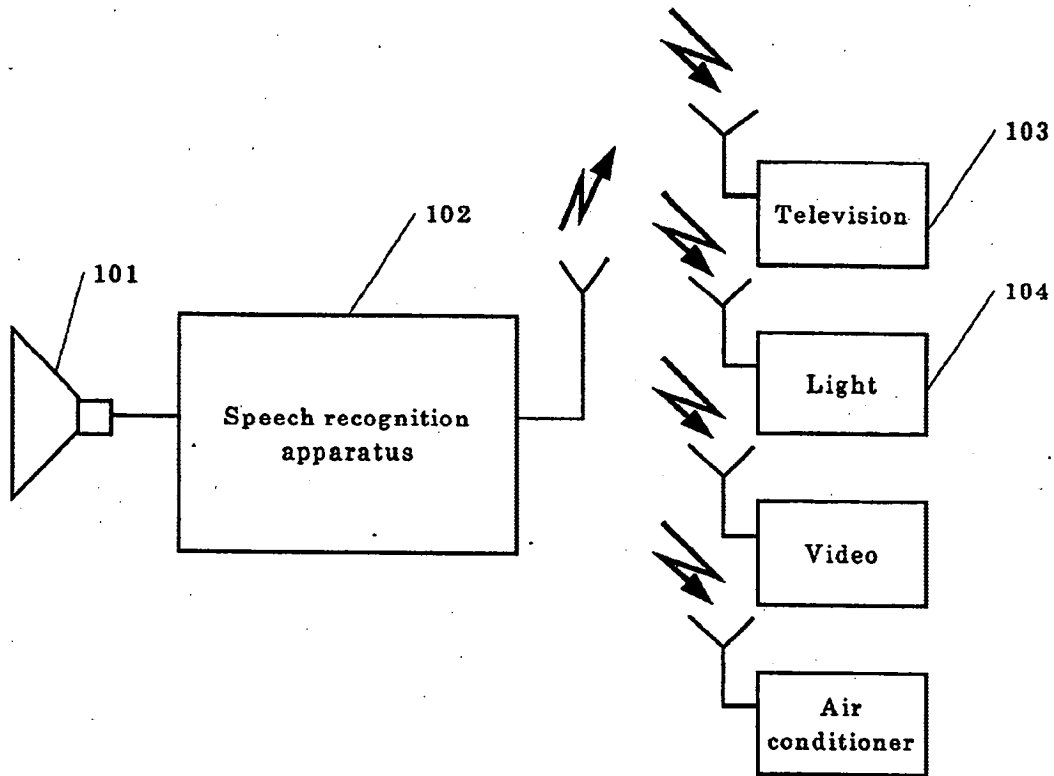 103
Television
102
101
104
Light
Speech recognition
apparatus
Video
Air
conditioner